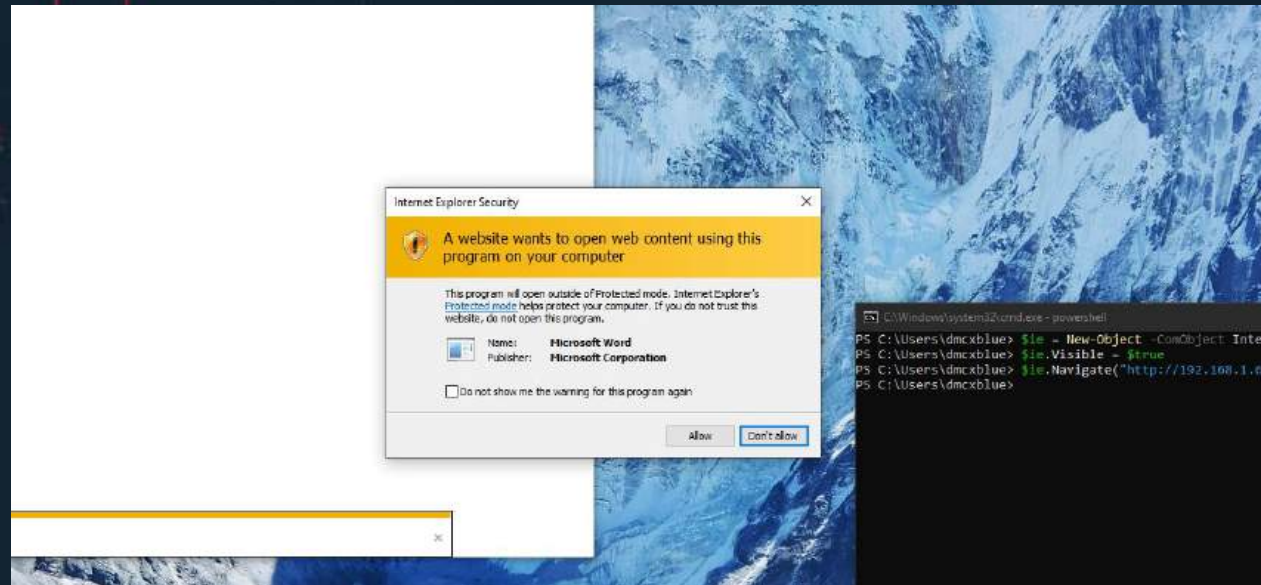 Internet Explorer Security
A website wants to open web content using this
program on your computer
This program will open outside of Protected mode. Internet Explorer's
Protected mode helps protect your computer. If you do not trust this
website, do not open this program.
Name: Microsoft Word
Publisher: Microsoft Corporation
Do not show me the warning for this program again
Allow
Don't allow
C:\Windows\system32\cmd.exe - powershell
PS C:\Users\dmcxblue> $ie = New-Object -ComObject Inte
PS C:\Users\dmcxblue> $ie.Visible = $true
PS C:\Users\dmcxblue> $ie.Navigate("http://192.168.1.6
PS C:\Users\dmcxblue>